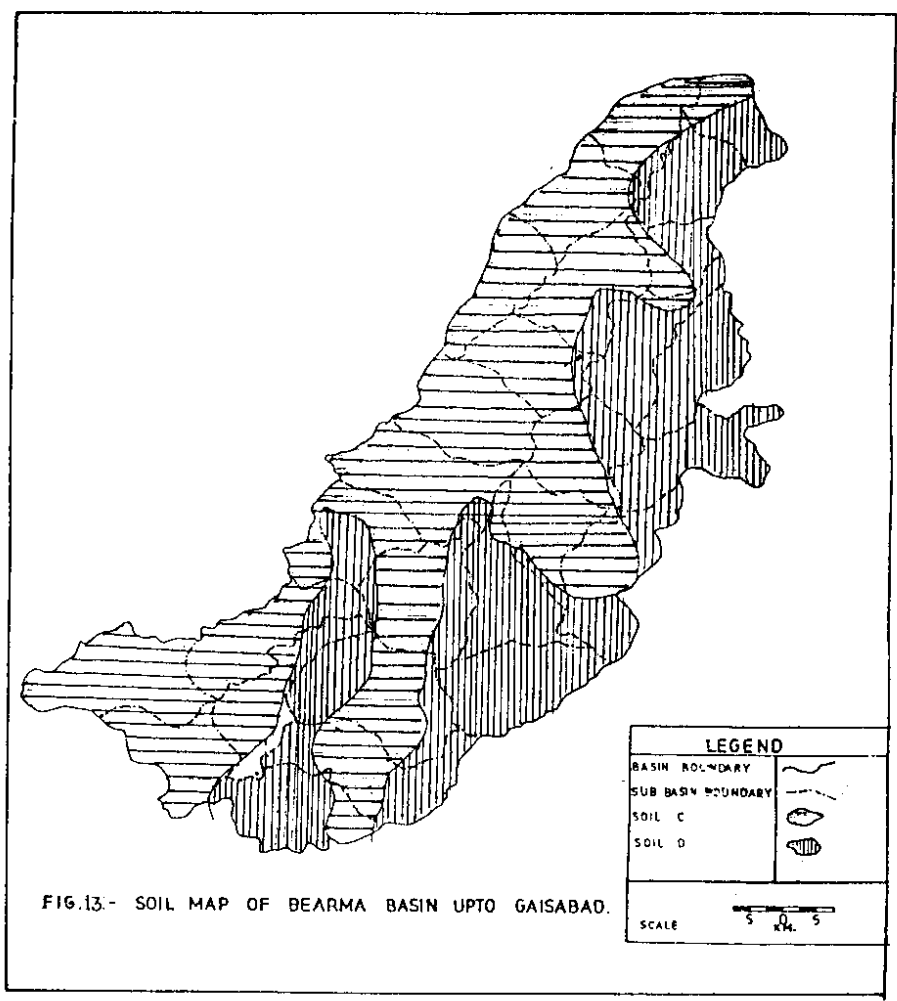 LEGEND
BASIN BOUNDARY
SUB BASIN BOUNDARY
SOIL C
SOIL D
SCALE
5 0 5
KM.
FIG.13:- SOIL MAP OF BEARMA BASIN UPTO GAISABAD.